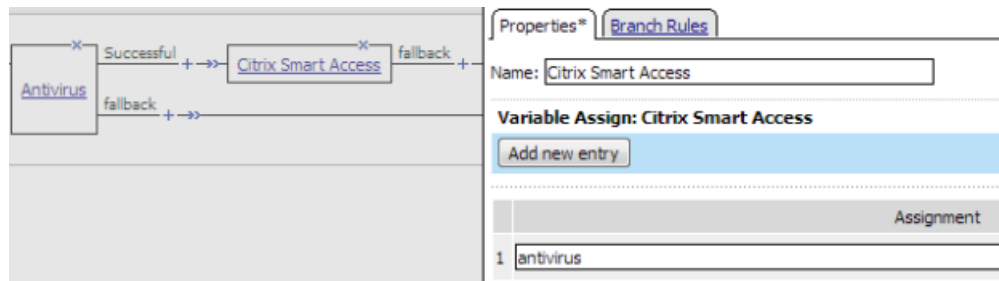 Antivirus
Successful
fallback
Citrix Smart Access
fallback
Properties*
Branch Rules
Name: Citrix Smart Access
Variable Assign: Citrix Smart Access
Add new entry
Assignment
1 antivirus